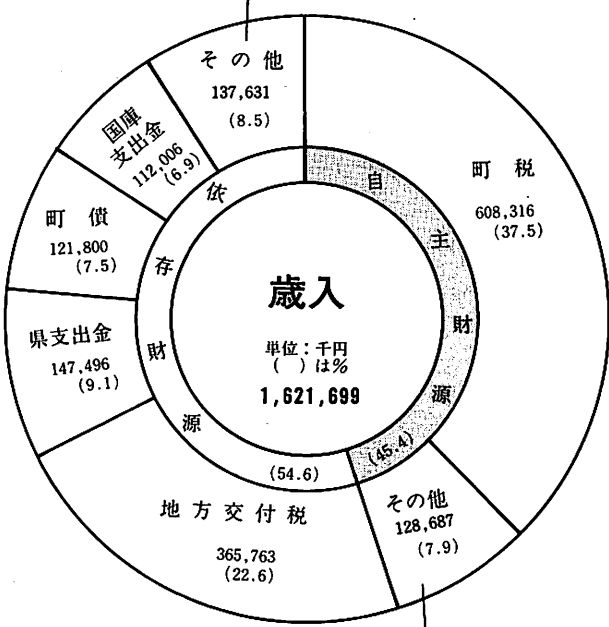 歳入
単位：千円
(　) は%
1,621,699
自主財源
(45.4)
町税
608,316
(37.5)
その他
128,687
(7.9)
依存財源
(54.6)
地方交付税
365,763
(22.6)
県支出金
147,496
(9.1)
町債
121,800
(7.5)
国庫
支出金
112,006
(6.9)
その他
137,631
(8.5)